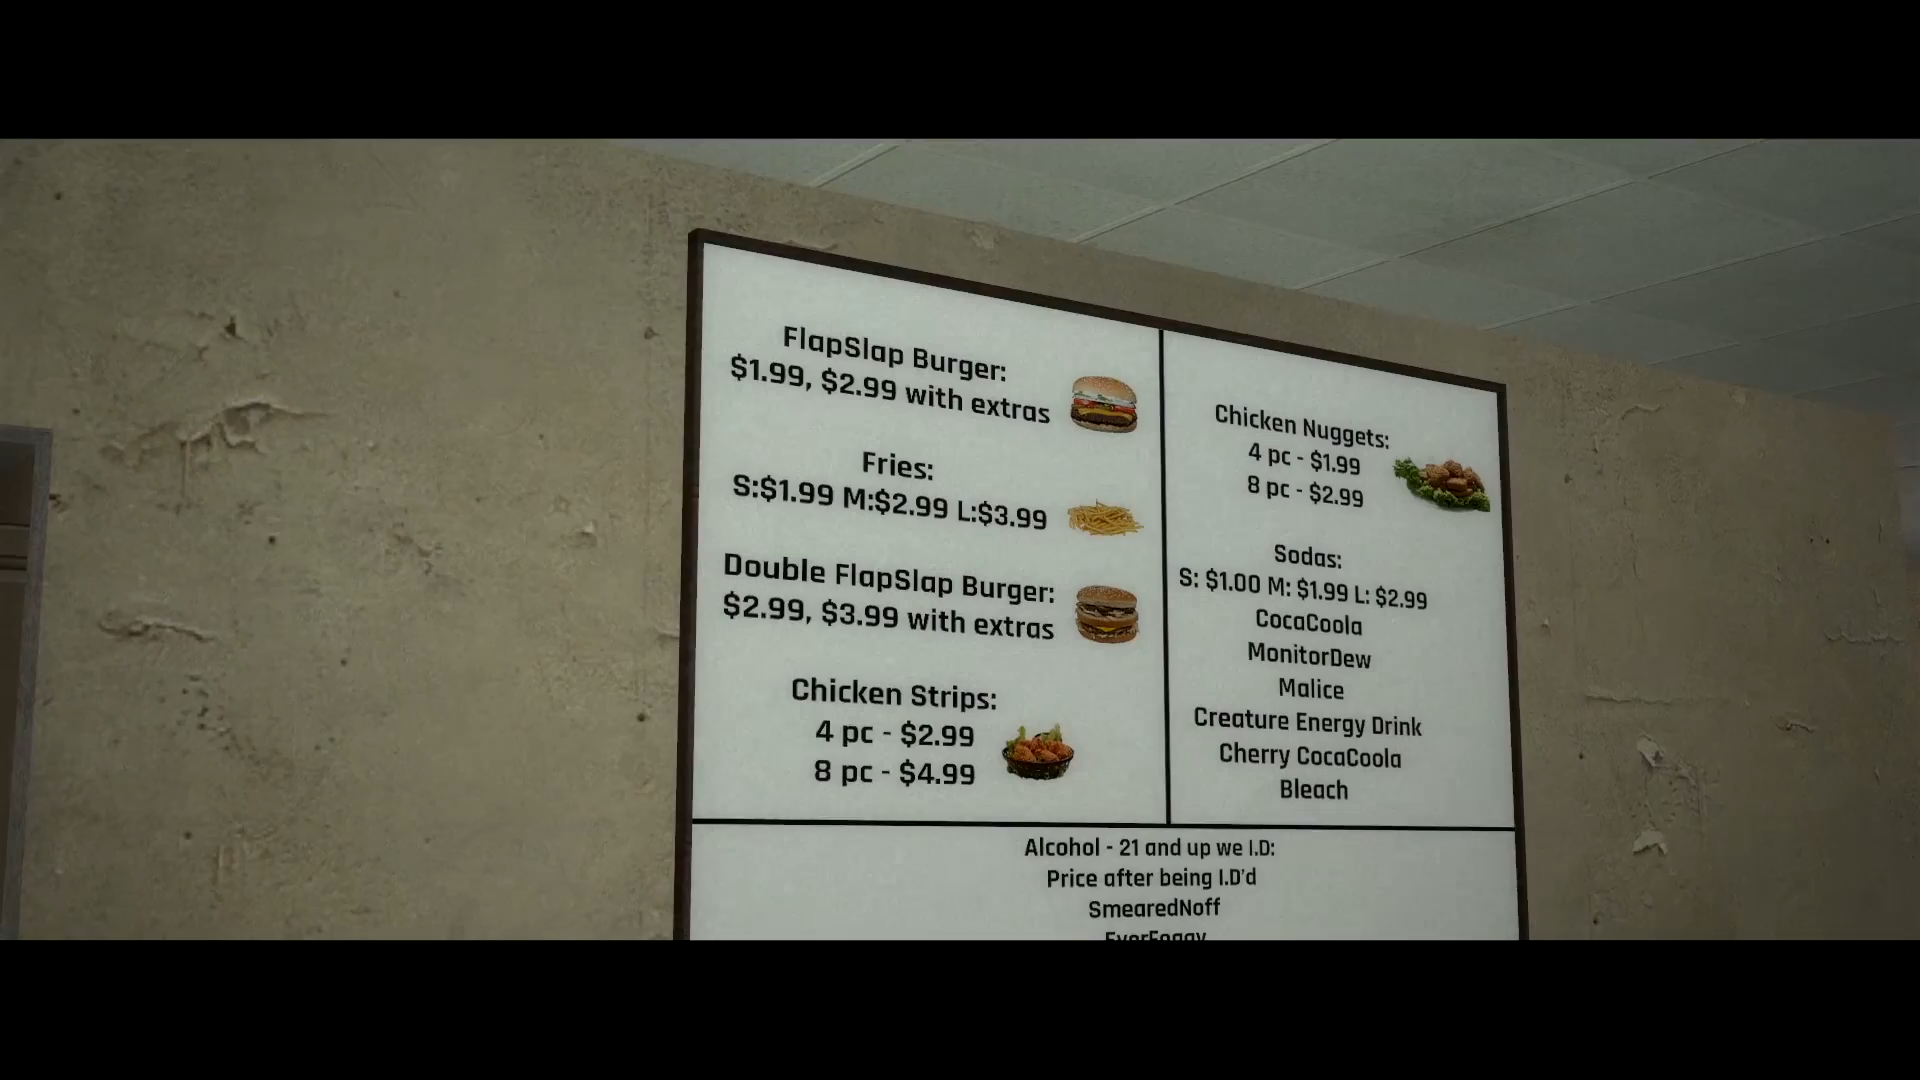 FlapSlap Burger:
$1.99, $2.99 with extras
Fries:
S:$1.99 M:$2.99 L:$3.99
Double FlapSlap Burger:
$2.99, $3.99 with extras
Chicken Strips:
4 pc - $2.99
8 pc - $4.99
Chicken Nuggets:
4 pc - $1.99
8 pc - $2.99
Sodas:
S: $1.00 M: $1.99 L: $2.99
CocaCoola
MonitorDew
Malice
Creature Energy Drink
Cherry CocaCoola
Bleach
Alcohol - 21 and up we I.D:
Price after being I.D'd
SmearedNoff
EverFoggy